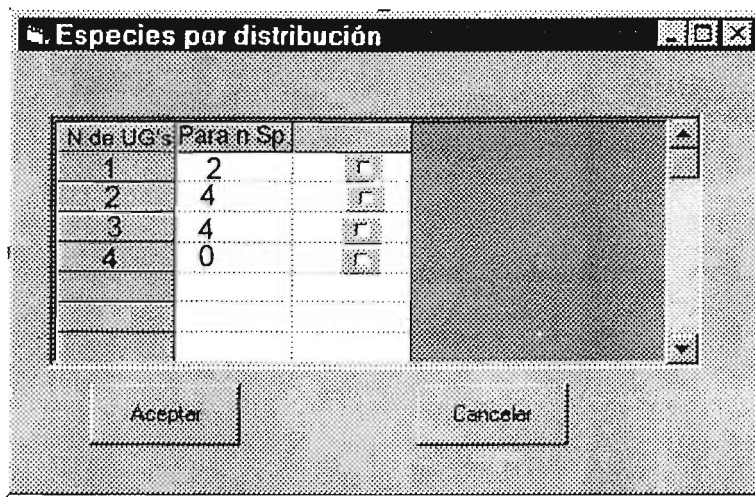 Especies por distribución
N de UG's Para n Sp
1 2
2 4
3 4
4 0
Aceptar Cancelar